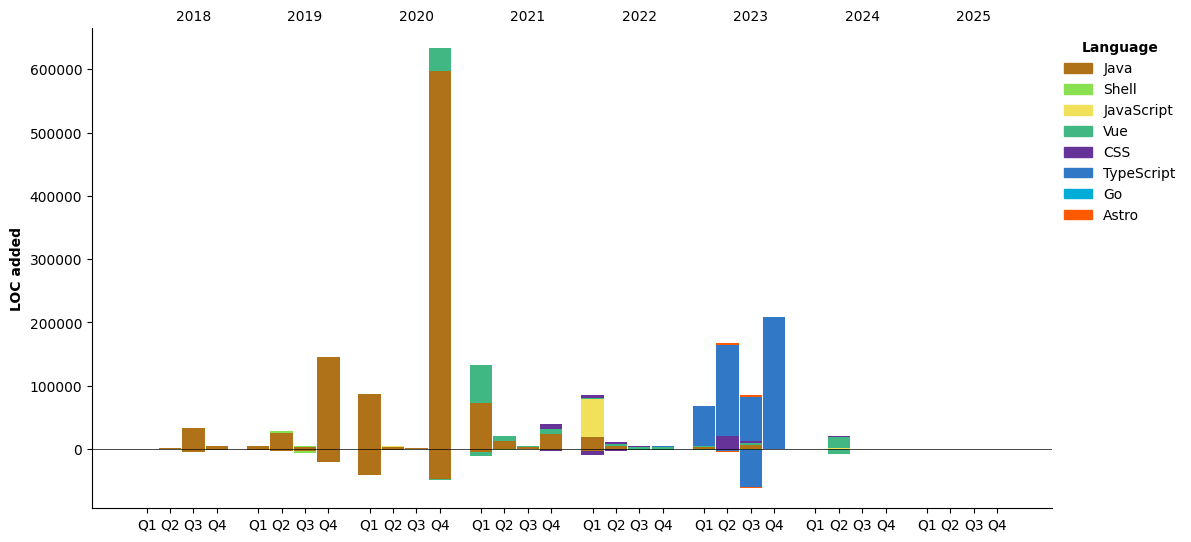 2018 2019 2020 2021 2022 2023 2024 2025
Language
Java
Shell
JavaScript
Vue
CSS
TypeScript
Go
Astro
LOC added
600000
500000
400000
300000
200000
100000
0
Q1 Q2 Q3 Q4 Q1 Q2 Q3 Q4 Q1 Q2 Q3 Q4 Q1 Q2 Q3 Q4 Q1 Q2 Q3 Q4 Q1 Q2 Q3 Q4 Q1 Q2 Q3 Q4 Q1 Q2 Q3 Q4